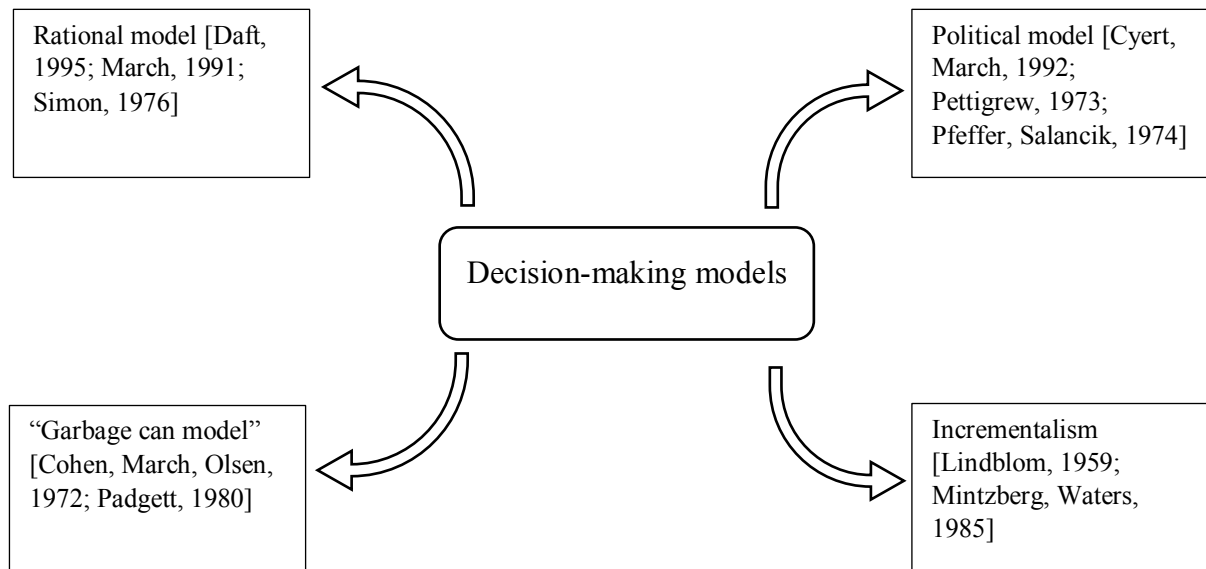 Rational model [Daft,
1995; March, 1991;
Simon, 1976]
Political model [Cyert,
March, 1992;
Pettigrew, 1973;
Pfeffer, Salancik, 1974]
Decision-making models
“Garbage can model”
[Cohen, March, Olsen,
1972; Padgett, 1980]
Incrementalism
[Lindblom, 1959;
Mintzberg, Waters,
1985]